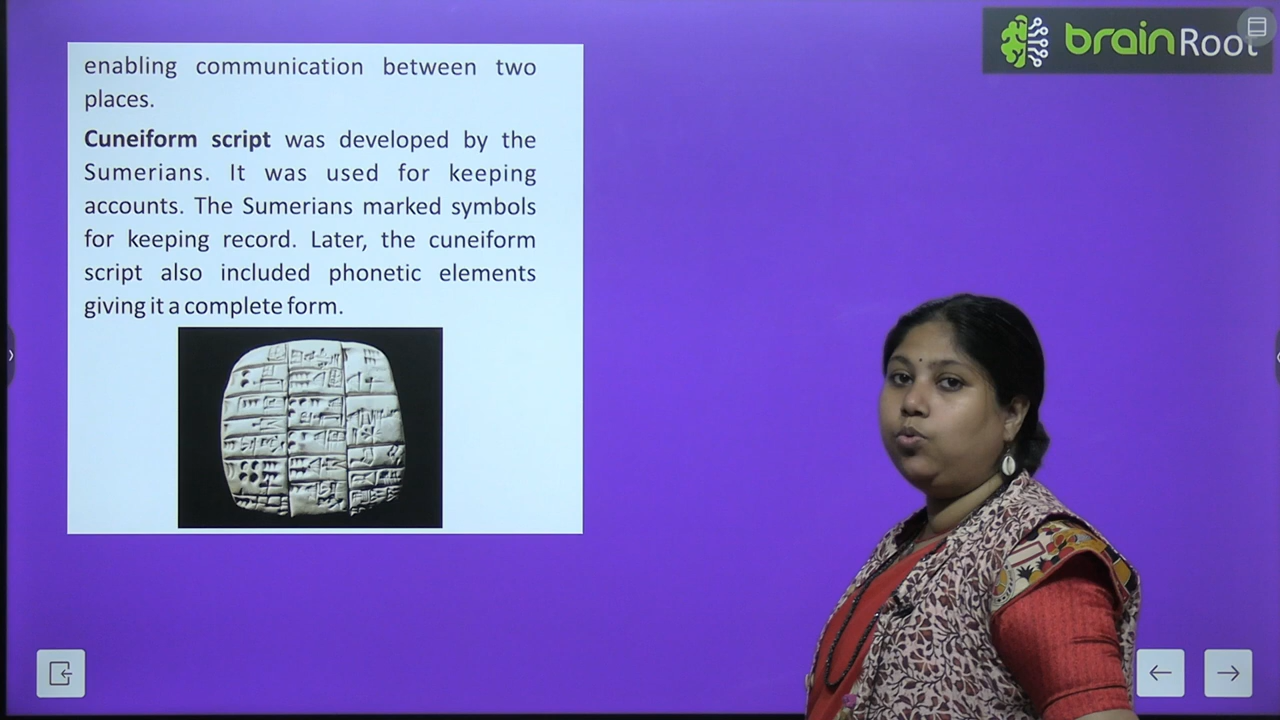 enabling communication between two
places.
Cuneiform script was developed by the
Sumerians. It was used for keeping
accounts. The Sumerians marked symbols
for keeping record. Later, the cuneiform
script also included phonetic elements
giving it a complete form.
brainRoot